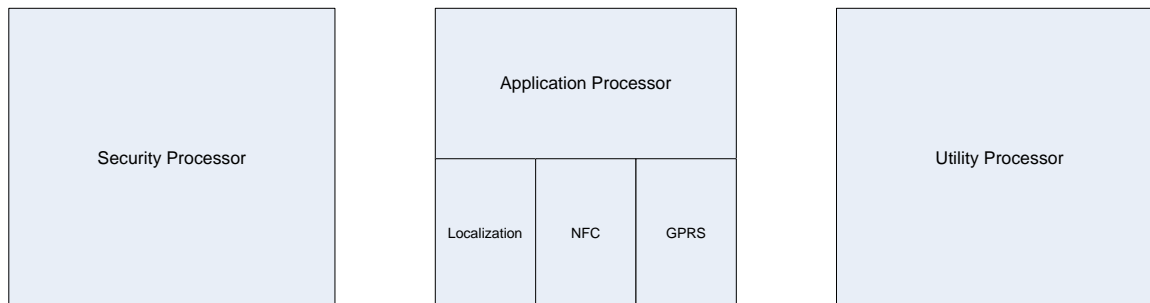 Security Processor
Application Processor
Localization
NFC
GPRS
Utility Processor